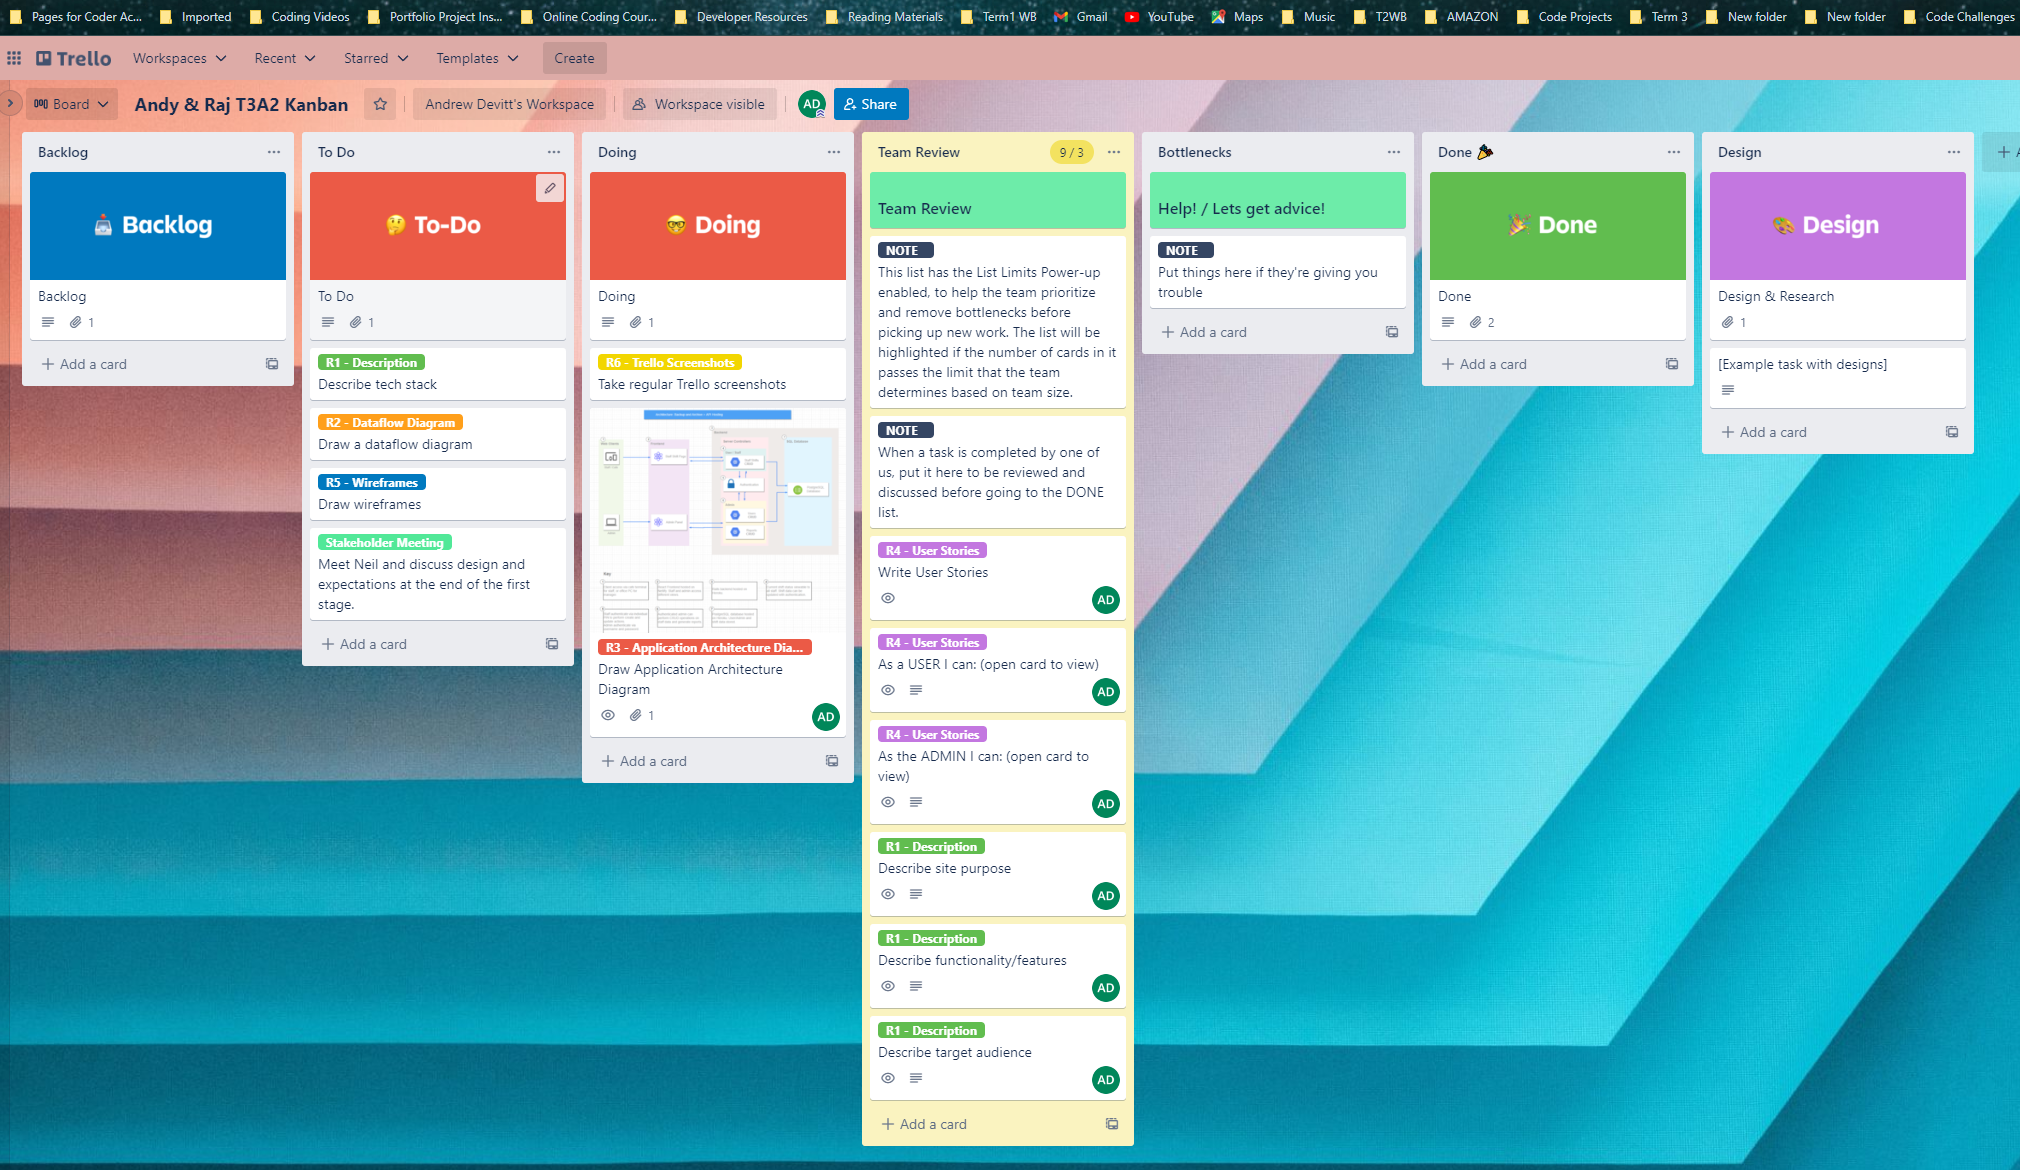 Pages for Coder Ac...
Imported
Coding Videos
Portfolio Project Ins...
Online Coding Cour...
Developer Resources
Reading Materials
Term1 WB
Gmail
YouTube
Maps
Music
T2WB
AMAZON
Code Projects
Term 3
New folder
New folder
Code Challenges
Trello
Workspaces
Recent
Starred
Templates
Create
Board
Andy & Raj T3A2 Kanban
Andrew Devitt's Workspace
Workspace visible
AD
Share
Backlog
Backlog
Backlog
1
+ Add a card
To Do
To-Do
To Do
1
R1 - Description
Describe tech stack
R2 - Dataflow Diagram
Draw a dataflow diagram
R5 - Wireframes
Draw wireframes
Stakeholder Meeting
Meet Neil and discuss design and
expectations at the end of the first
stage.
+ Add a card
Doing
Doing
Doing
1
R6 - Trello Screenshots
Take regular Trello screenshots
Key
R3 - Application Architecture Dia...
Draw Application Architecture
Diagram
1
AD
+ Add a card
Team Review
9 / 3
Team Review
NOTE
This list has the List Limits Power-up
enabled, to help the team prioritize
and remove bottlenecks before
picking up new work. The list will be
highlighted if the number of cards in it
passes the limit that the team
determines based on team size.
NOTE
When a task is completed by one of
us, put it here to be reviewed and
discussed before going to the DONE
list.
R4 - User Stories
Write User Stories
AD
R4 - User Stories
As a USER I can: (open card to view)
AD
R4 - User Stories
As the ADMIN I can: (open card to
view)
AD
R1 - Description
Describe site purpose
AD
R1 - Description
Describe functionality/features
AD
R1 - Description
Describe target audience
AD
+ Add a card
Bottlenecks
Help! / Lets get advice!
NOTE
Put things here if they're giving you
trouble
+ Add a card
Done
Done
Done
2
+ Add a card
Design
Design
Design & Research
1
[Example task with designs]
+ Add a card